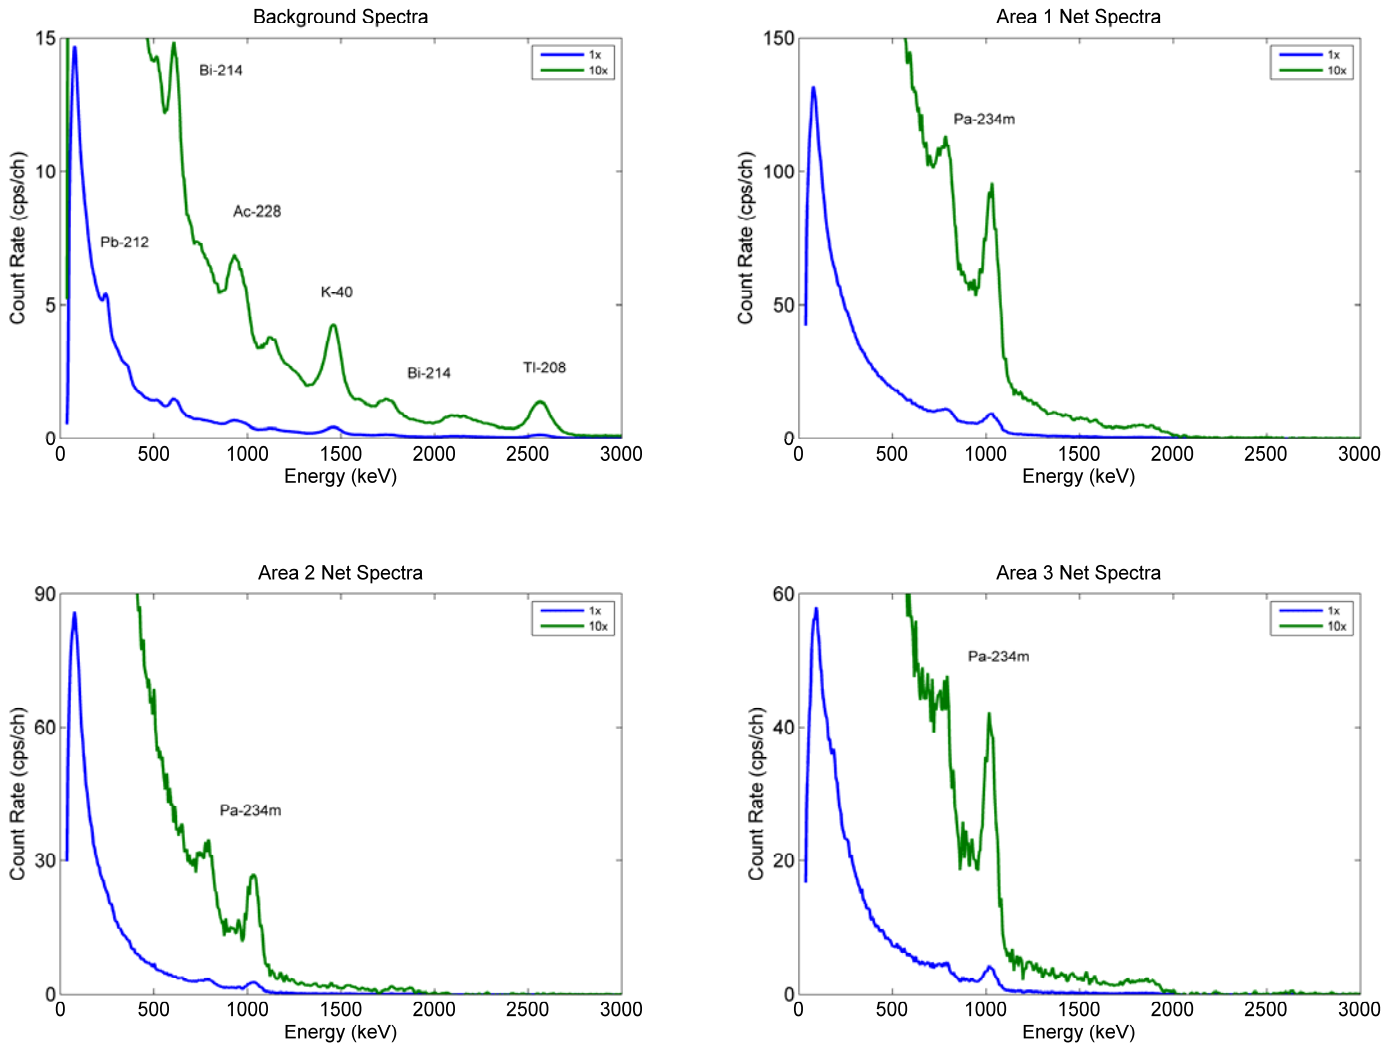 Background Spectra
15
10
5
0
Count Rate (cps/ch)
1x
10x
Bi-214
Pb-212
Ac-228
K-40
Bi-214
Tl-208
0 500 1000 1500 2000 2500 3000
Energy (keV)
Area 1 Net Spectra
150
100
50
0
Count Rate (cps/ch)
1x
10x
Pa-234m
0 500 1000 1500 2000 2500 3000
Energy (keV)
Area 2 Net Spectra
90
60
30
0
Count Rate (cps/ch)
1x
10x
Pa-234m
0 500 1000 1500 2000 2500 3000
Energy (keV)
Area 3 Net Spectra
60
40
20
0
Count Rate (cps/ch)
1x
10x
Pa-234m
0 500 1000 1500 2000 2500 3000
Energy (keV)